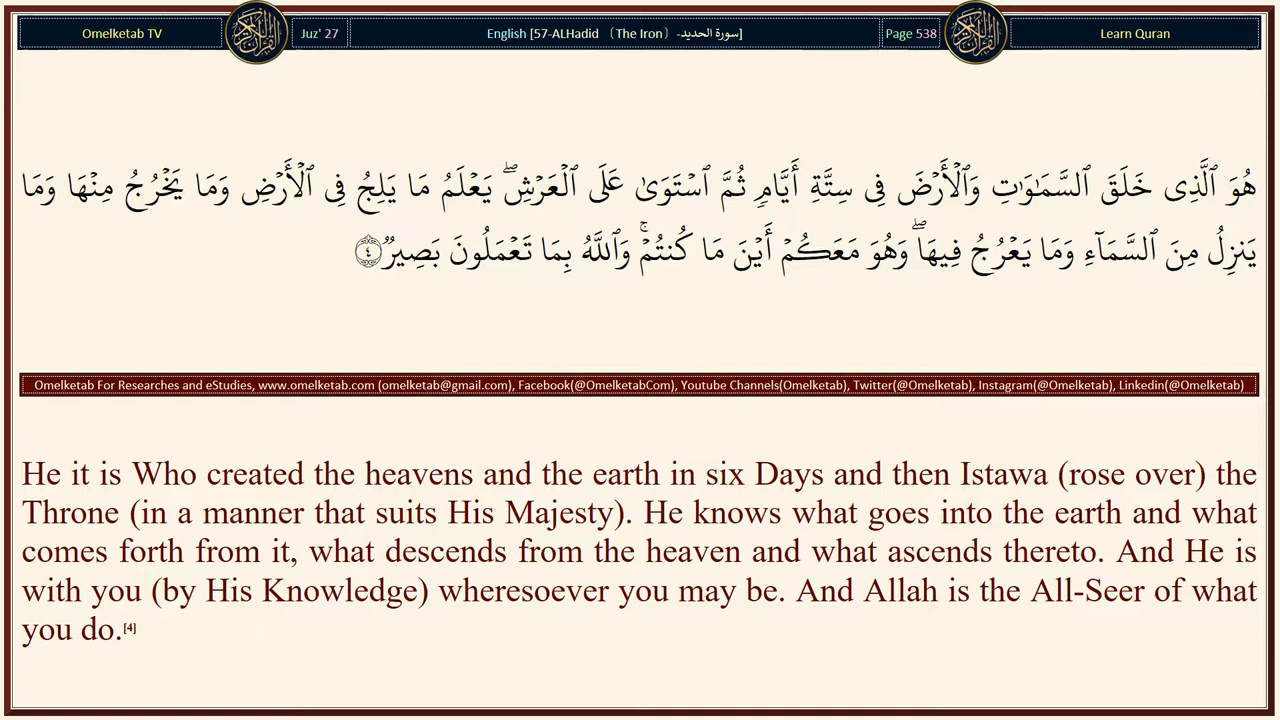 Omelketab TV
Juz' 27
English [57-ALHadid （The Iron）-سورة الحديد]
Page 538
Learn Quran
هُوَ ٱلَّذِى خَلَقَ ٱلسَّمَـٰوَٰتِ وَٱلْأَرْضَ فِى سِتَّةِ أَيَّامٍ ثُمَّ ٱسْتَوَىٰ عَلَى ٱلْعَرْشِ ۖ يَعْلَمُ مَا يَلِجُ فِى ٱلْأَرْضِ وَمَا يَخْرُجُ مِنْهَا وَمَا
يَنزِلُ مِنَ ٱلسَّمَآءِ وَمَا يَعْرُجُ فِيهَا ۖ وَهُوَ مَعَكُمْ أَيْنَ مَا كُنتُمْ ۚ وَٱللَّهُ بِمَا تَعْمَلُونَ بَصِيرٌ ٤
Omelketab For Researches and eStudies, www.omelketab.com (omelketab@gmail.com), Facebook(@OmelketabCom), Youtube Channels(Omelketab), Twitter(@Omelketab), Instagram(@Omelketab), Linkedin(@Omelketab)
He it is Who created the heavens and the earth in six Days and then Istawa (rose over) the
Throne (in a manner that suits His Majesty). He knows what goes into the earth and what
comes forth from it, what descends from the heaven and what ascends thereto. And He is
with you (by His Knowledge) wheresoever you may be. And Allah is the All-Seer of what
you do.[4]